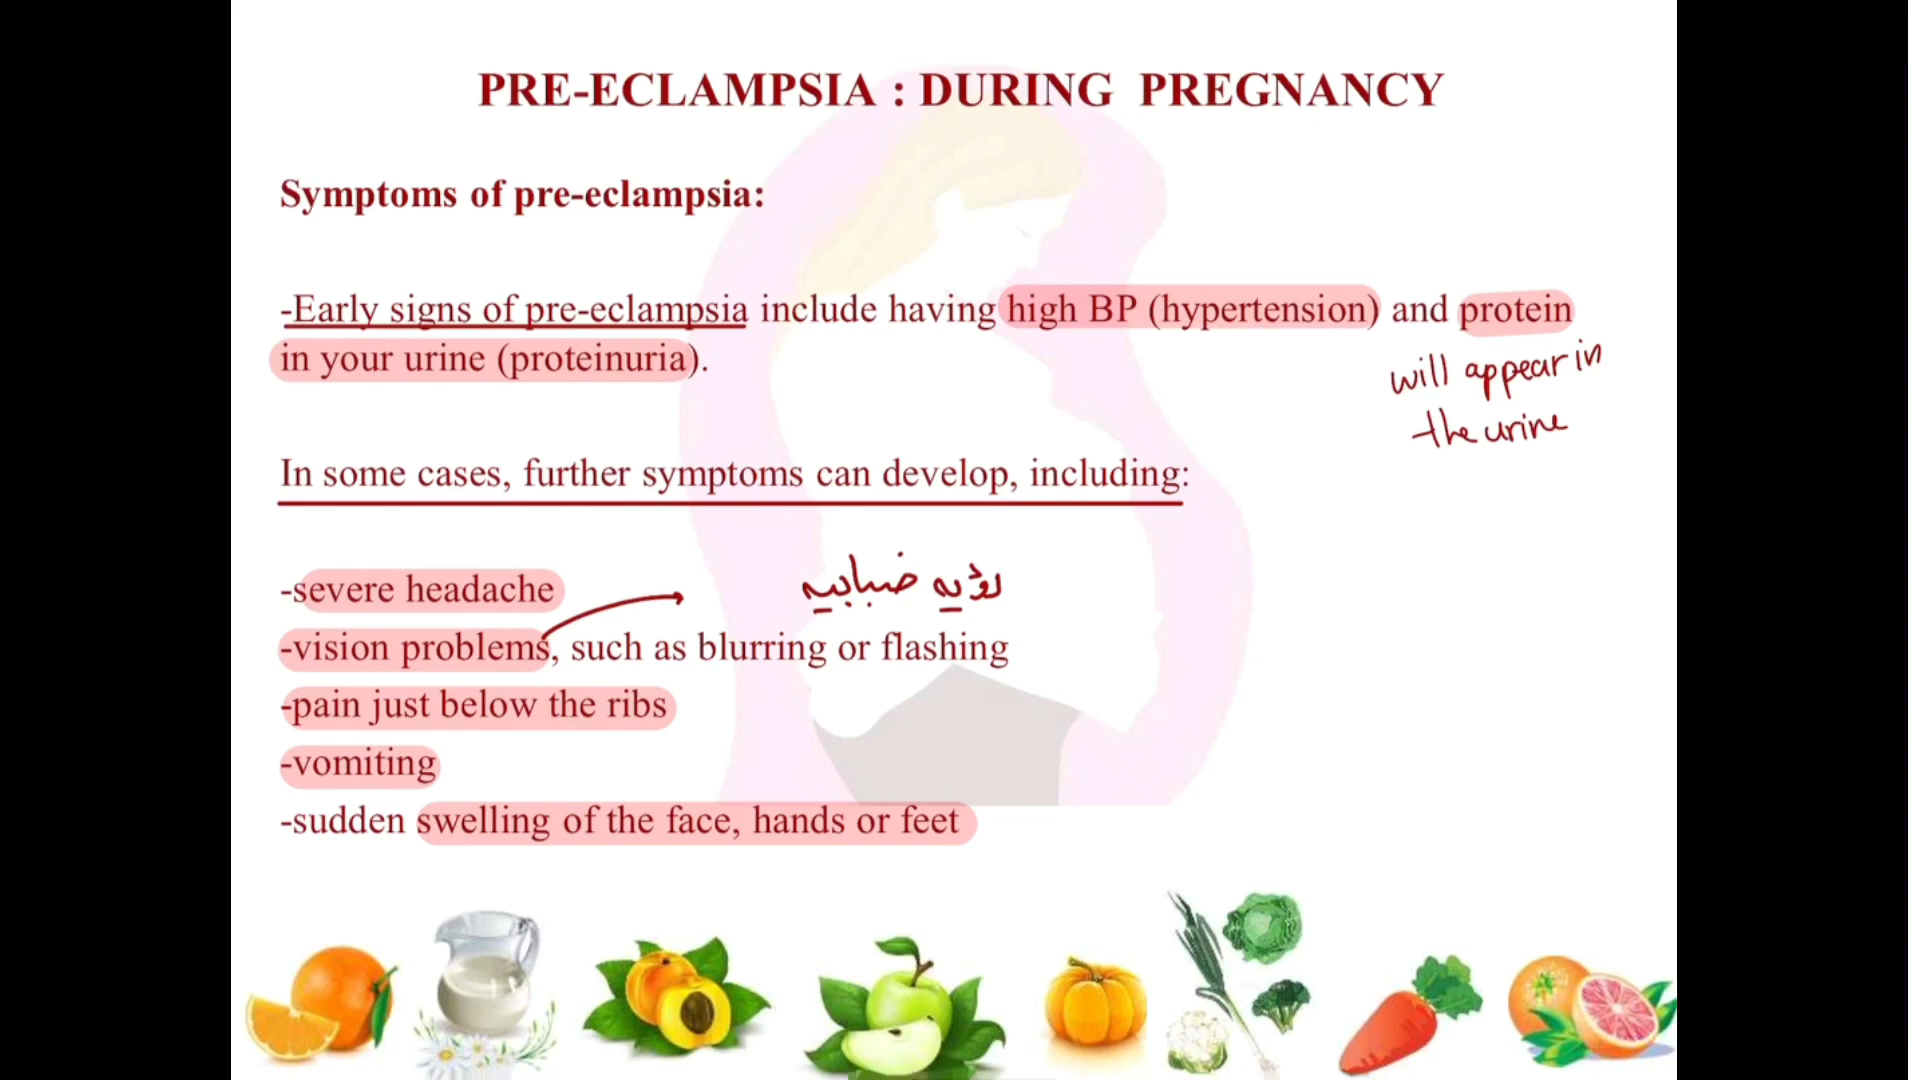 PRE-ECLAMPSIA : DURING PREGNANCY
Symptoms of pre-eclampsia:
-Early signs of pre-eclampsia include having high BP (hypertension) and protein
in your urine (proteinuria).
will appear in
the urine
In some cases, further symptoms can develop, including:
رؤيه ضبابيه
-severe headache
-vision problems, such as blurring or flashing
-pain just below the ribs
-vomiting
-sudden swelling of the face, hands or feet